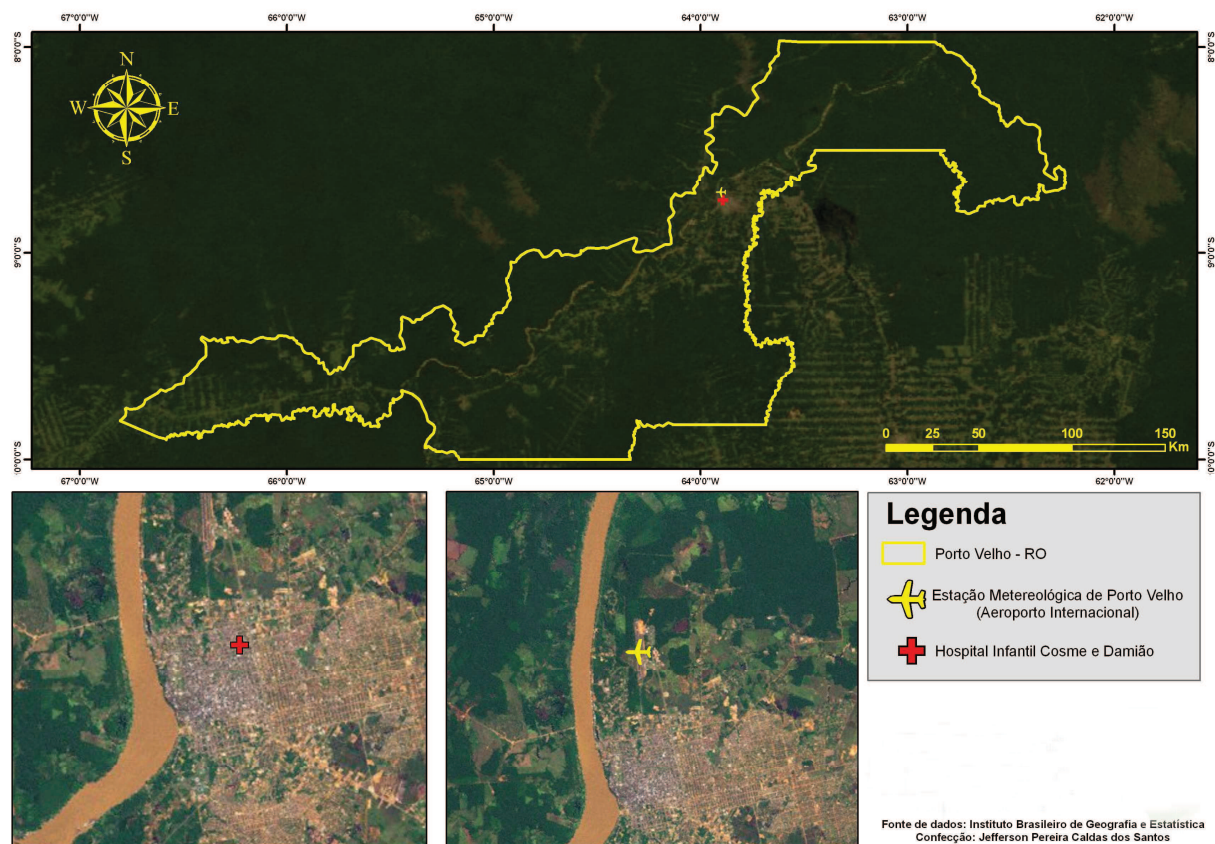 67°0'0"W 66°0'0"W 65°0'0"W 64°0'0"W 63°0'0"W 62°0'0"W
8°0'0"S 8°0'0"S
N
W E
S
9°0'0"S 9°0'0"S
0 25 50 100 150
Km
0°0'0"S 0°0'0"S
67°0'0"W 66°0'0"W 65°0'0"W 64°0'0"W 63°0'0"W 62°0'0"W
Legenda
Porto Velho - RO
Estação Metereológica de Porto Velho
(Aeroporto Internacional)
Hospital Infantil Cosme e Damião
Fonte de dados: Instituto Brasileiro de Geografia e Estatística
Confecção: Jefferson Pereira Caldas dos Santos